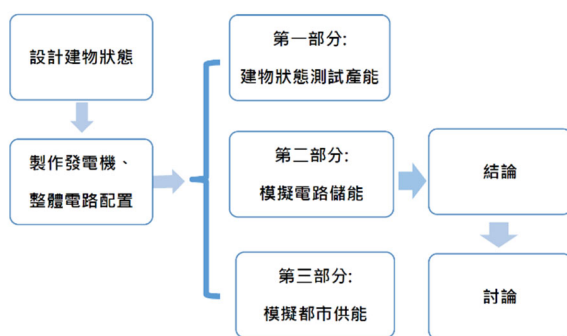 設計建物狀態
製作發電機、
整體電路配置
第一部分:
建物狀態測試產能
第二部分:
模擬電路儲能
第三部分:
模擬都市供能
結論
討論